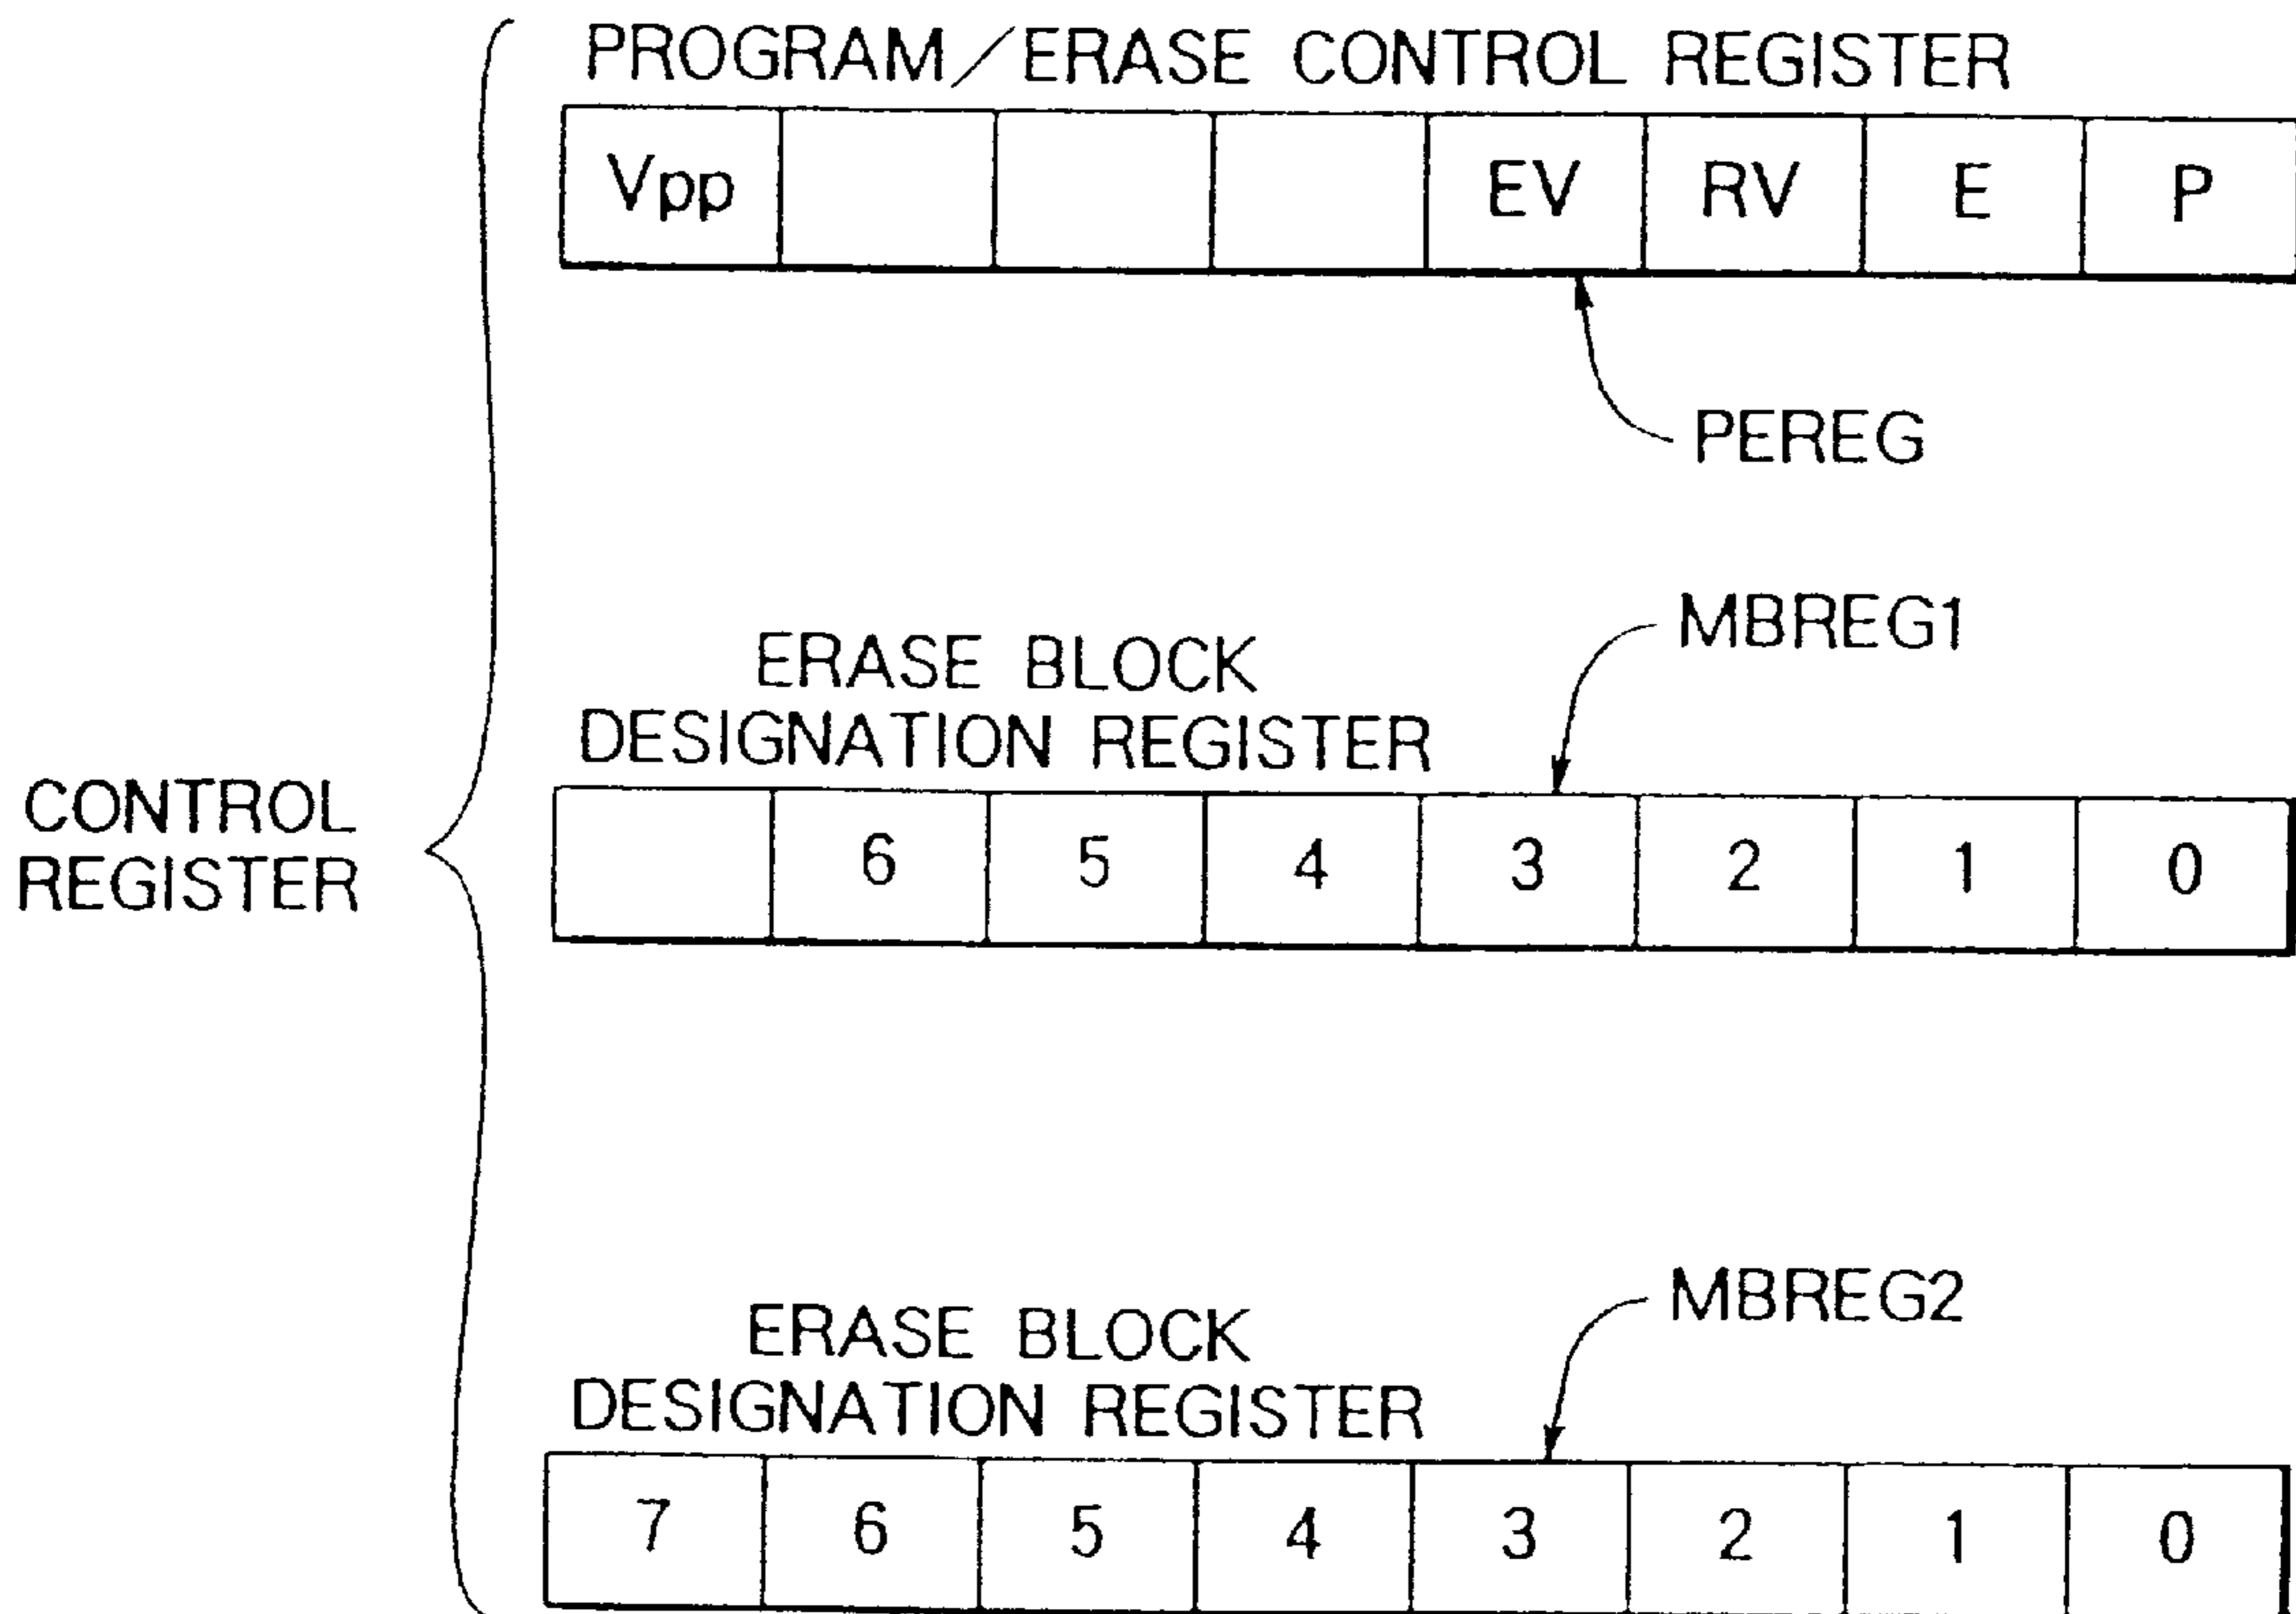 PROGRAM/ERASE CONTROL REGISTER
Vpp EV RV E P
PEREG
MBREG1
ERASE BLOCK
DESIGNATION REGISTER
6 5 4 3 2 1 0
CONTROL
REGISTER
MBREG2
ERASE BLOCK
DESIGNATION REGISTER
7 6 5 4 3 2 1 0